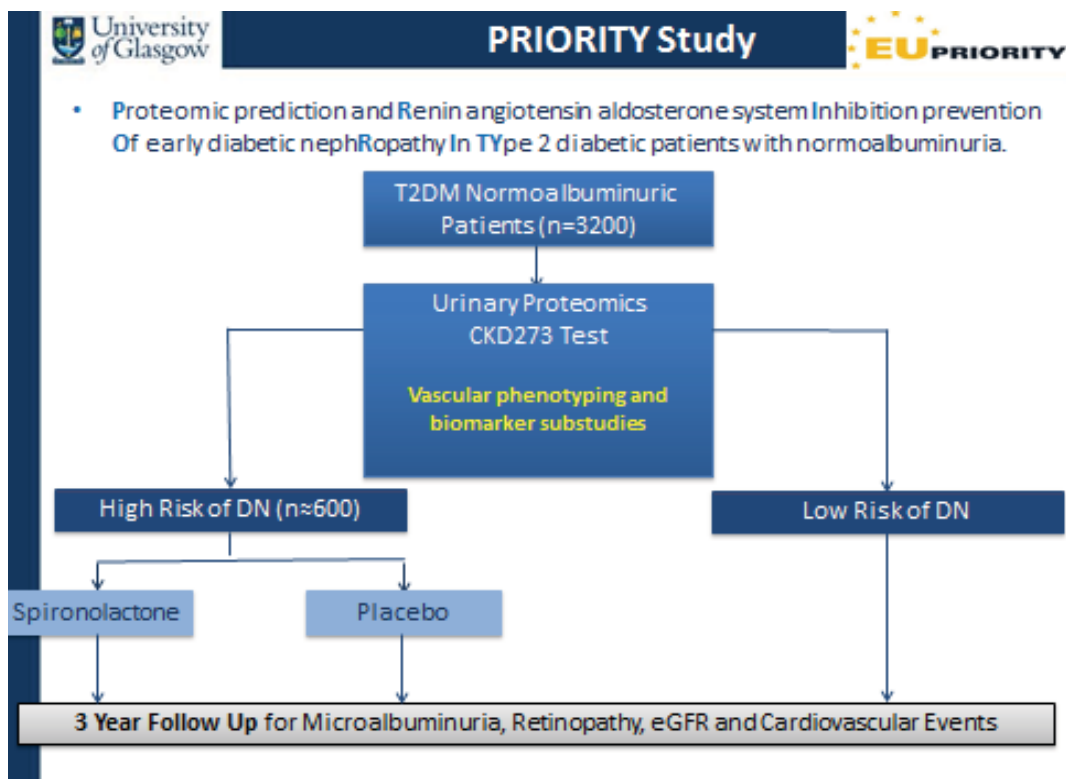 University
of Glasgow
PRIORITY Study
EU PRIORITY
• Proteomic prediction and Renin angiotensin aldosterone system Inhibition prevention
Of early diabetic nephRopathy In TYpe 2 diabetic patients with normoalbuminuria.
T2DM Normoalbuminuric
Patients (n=3200)
Urinary Proteomics
CKD273 Test
Vascular phenotyping and
biomarker substudies
High Risk of DN (n≈600)
Low Risk of DN
Spironolactone
Placebo
3 Year Follow Up for Microalbuminuria, Retinopathy, eGFR and Cardiovascular Events